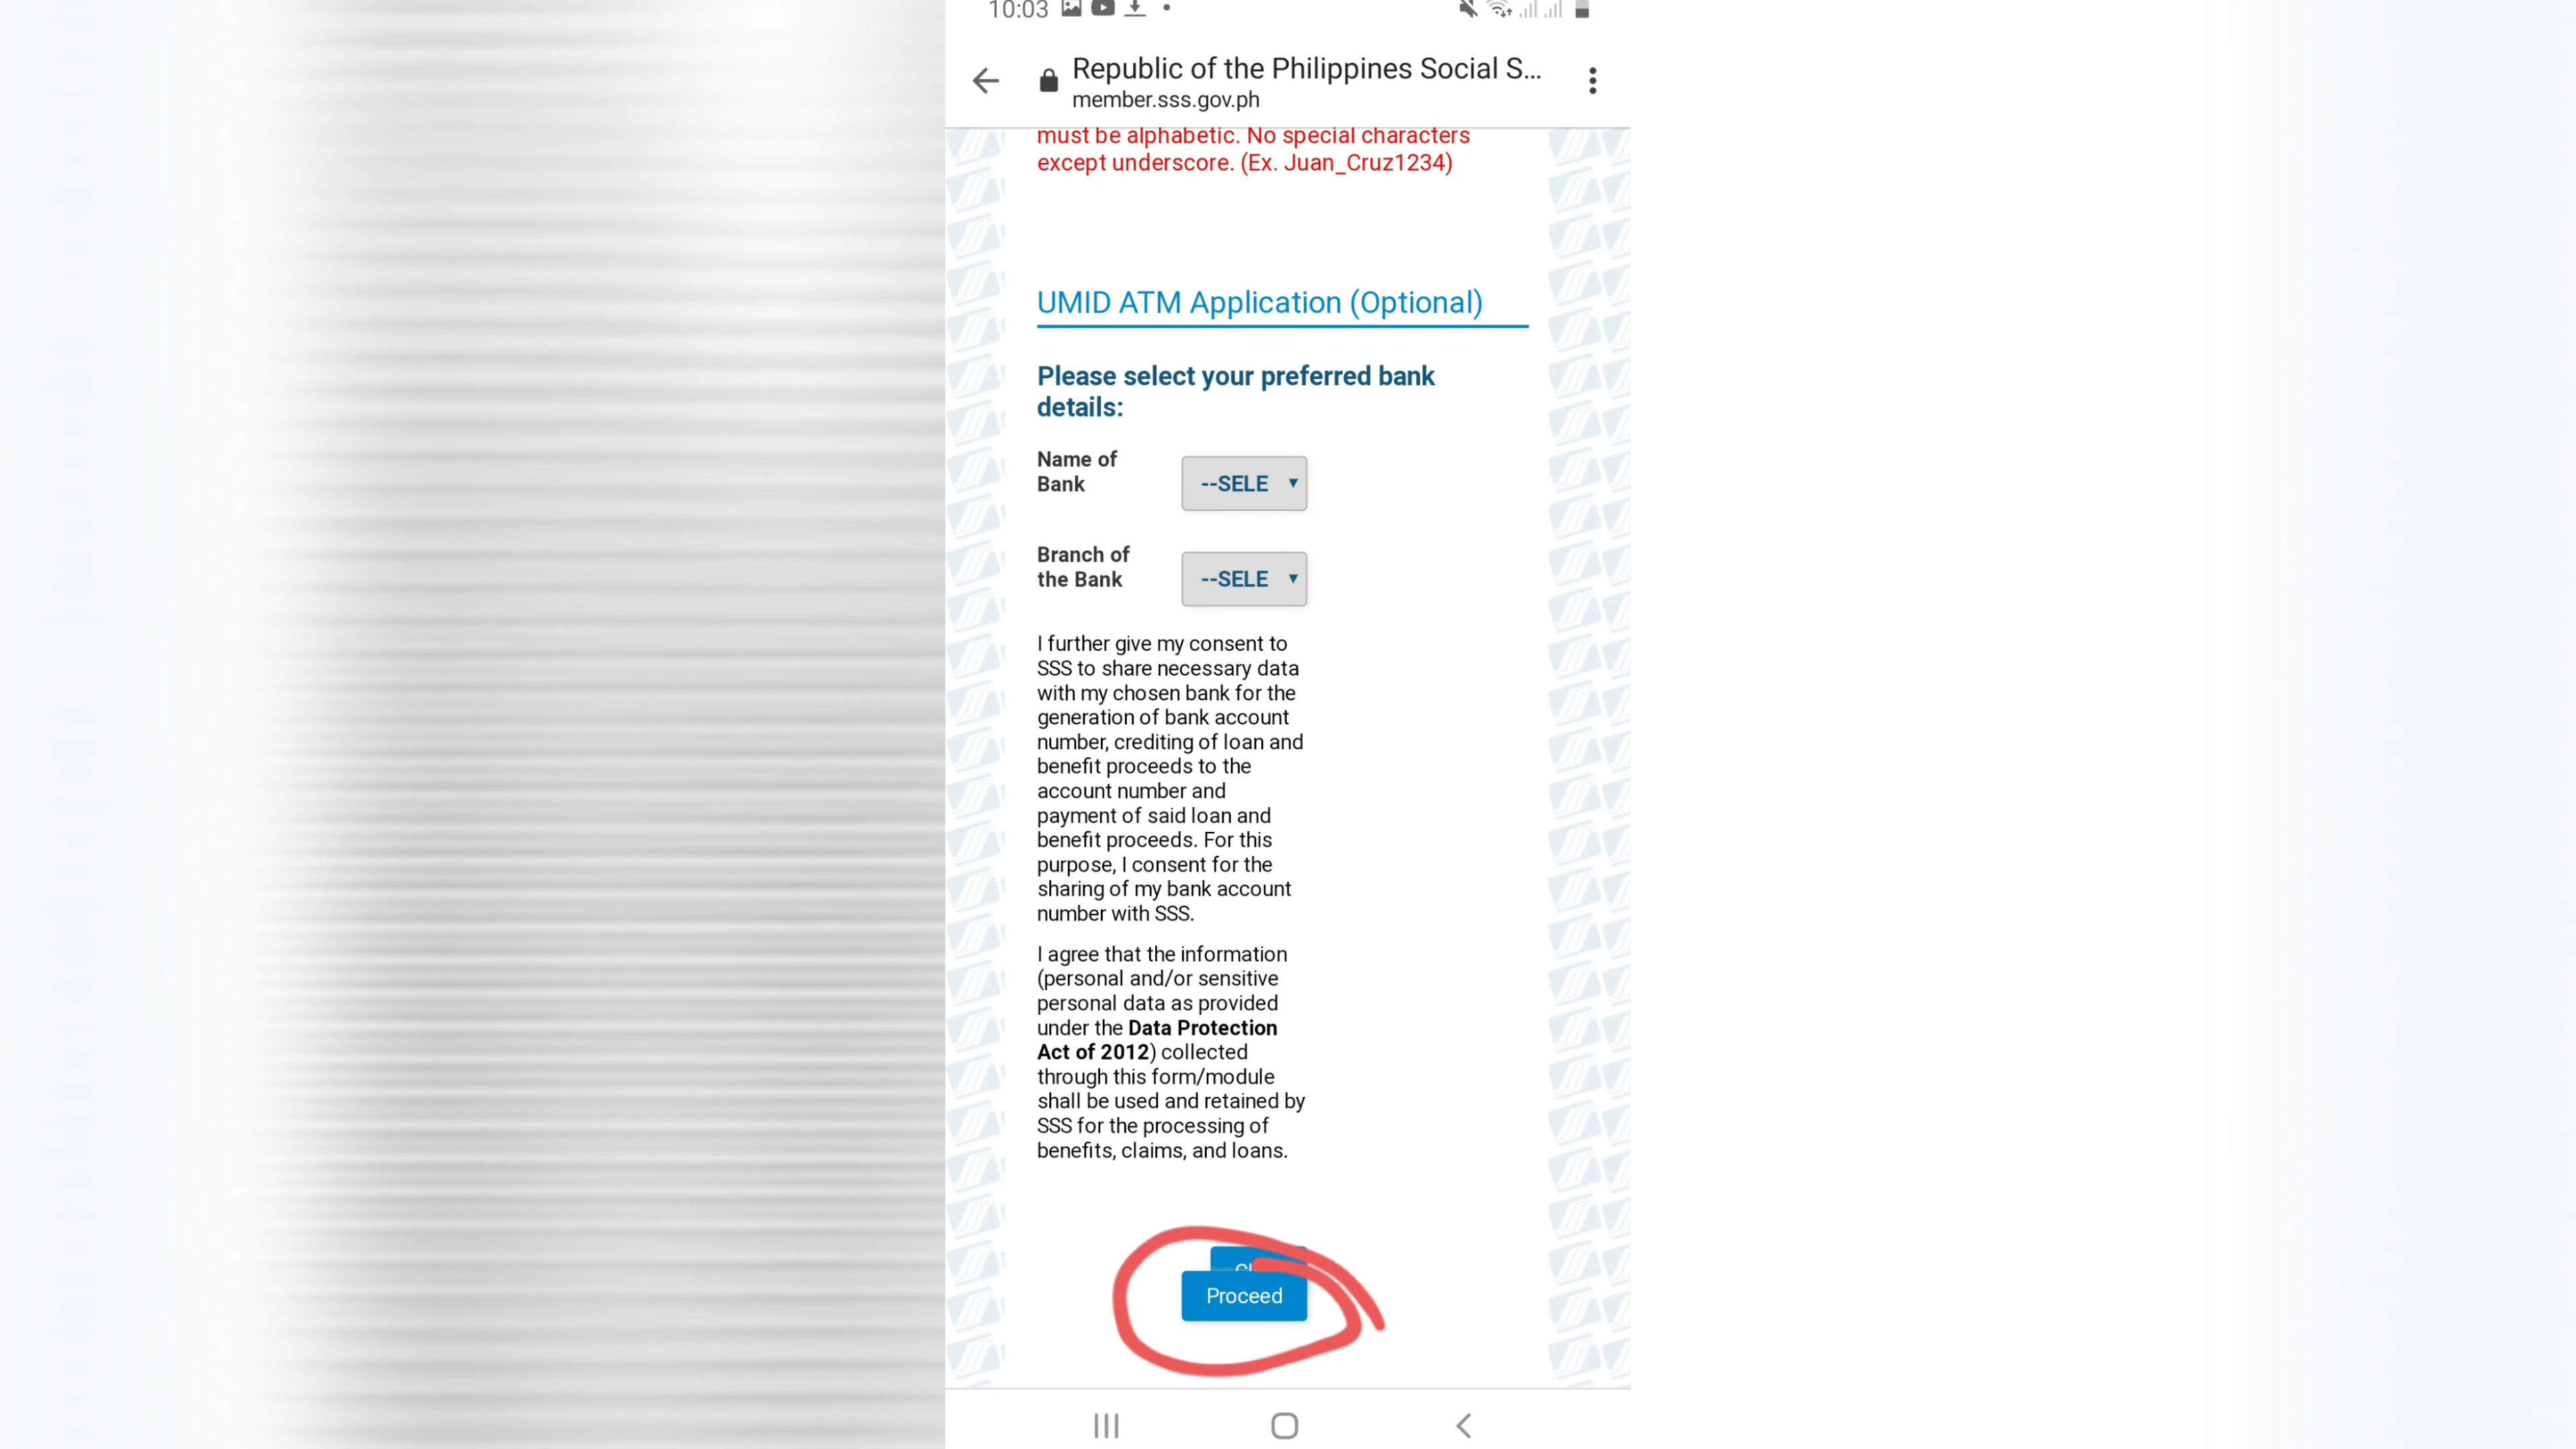 10:03
Republic of the Philippines Social S...
member.sss.gov.ph
must be alphabetic. No special characters
except underscore. (Ex. Juan_Cruz1234)
UMID ATM Application (Optional)
Please select your preferred bank
details:
Name of
Bank
--SELE
Branch of
the Bank
--SELE
I further give my consent to
SSS to share necessary data
with my chosen bank for the
generation of bank account
number, crediting of loan and
benefit proceeds to the
account number and
payment of said loan and
benefit proceeds. For this
purpose, I consent for the
sharing of my bank account
number with SSS.
I agree that the information
(personal and/or sensitive
personal data as provided
under the Data Protection
Act of 2012) collected
through this form/module
shall be used and retained by
SSS for the processing of
benefits, claims, and loans.
Proceed